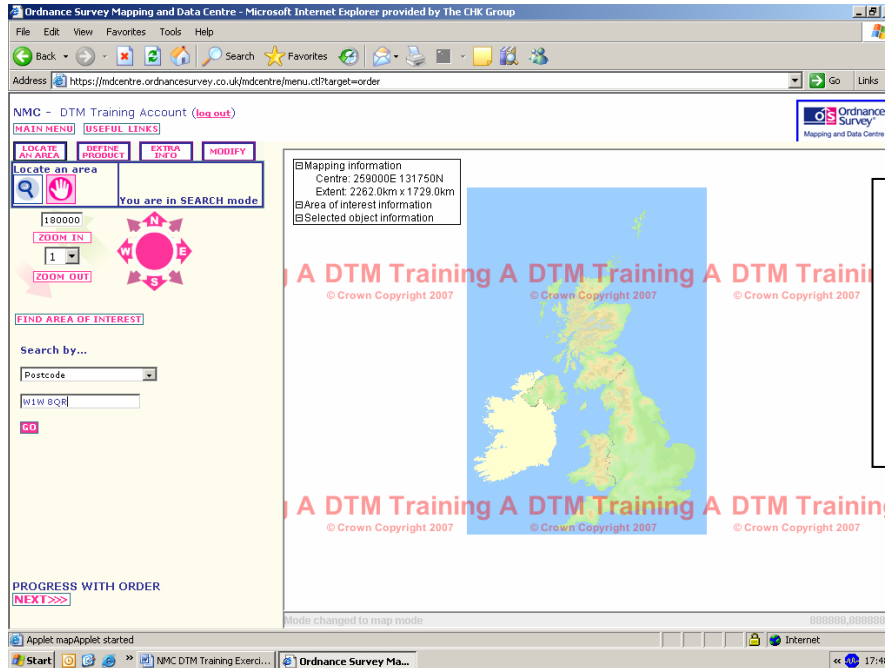 Ordnance Survey Mapping and Data Centre - Microsoft Internet Explorer provided by The CHK Group
File Edit View Favorites Tools Help
Back Search Favorites
Address https://mdcentre.ordnancesurvey.co.uk/mdcentre/menu.ctl?target=order Go Links
NMC - DTM Training Account (log out)
MAIN MENU USEFUL LINKS
Ordnance
Survey
Mapping and Data Centre
LOCATE
AN AREA
DEFINE
PRODUCT
EXTRA
INFO
MODIFY
Locate an area
You are in SEARCH mode
180000
ZOOM IN
1
ZOOM OUT
N
W
E
S
FIND AREA OF INTEREST
Search by...
Postcode
W1W 8QR
GO
PROGRESS WITH ORDER
NEXT>>>
Mapping information
Centre: 259000E 131750N
Extent: 2262.0km x 1729.0km
Area of interest information
Selected object information
A DTM Training A DTM Training A DTM Traini
© Crown Copyright 2007 © Crown Copyright 2007 © Crown Copyright 2007
A DTM Training A DTM Training A DTM Traini
© Crown Copyright 2007 © Crown Copyright 2007 © Crown Copyright 2007
Mode changed to map mode 888888,888888
Applet mapApplet started Internet
Start NMC DTM Training Exerci... Ordnance Survey Ma...